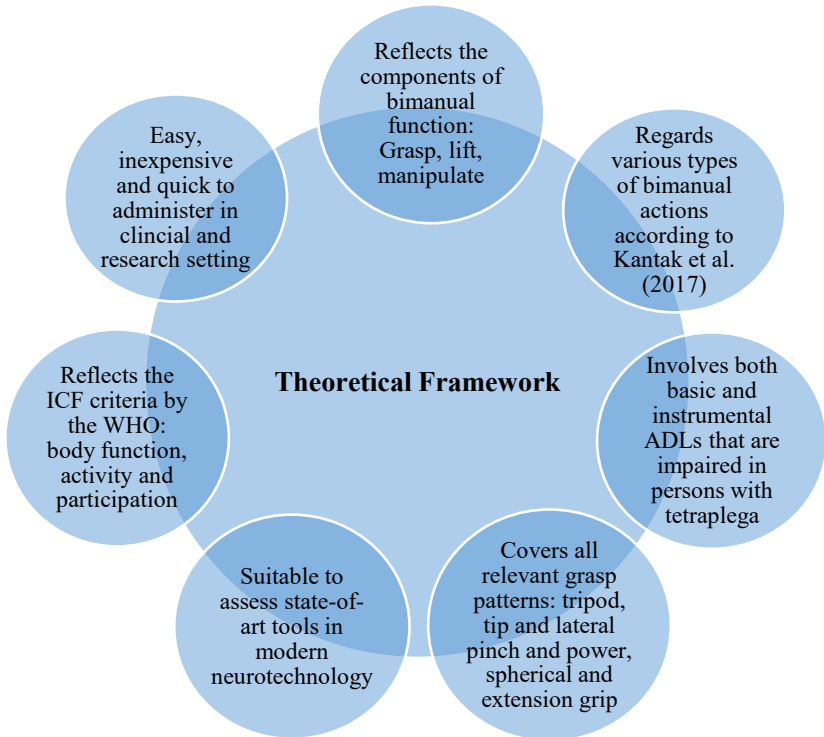 Reflects the
components of
bimanual
function:
Grasp, lift,
manipulate
Regards
various types
of bimanual
actions
according to
Kantak et al.
(2017)
Involves both
basic and
instrumental
ADLs that are
impaired in
persons with
tetraplega
Covers all
relevant grasp
patterns: tripod,
tip and lateral
pinch and power,
spherical and
extension grip
Suitable to
assess state-of-
art tools in
modern
neurotechnology
Reflects the
ICF criteria by
the WHO:
body function,
activity and
participation
Easy,
inexpensive
and quick to
administer in
clincial and
research setting
Theoretical Framework